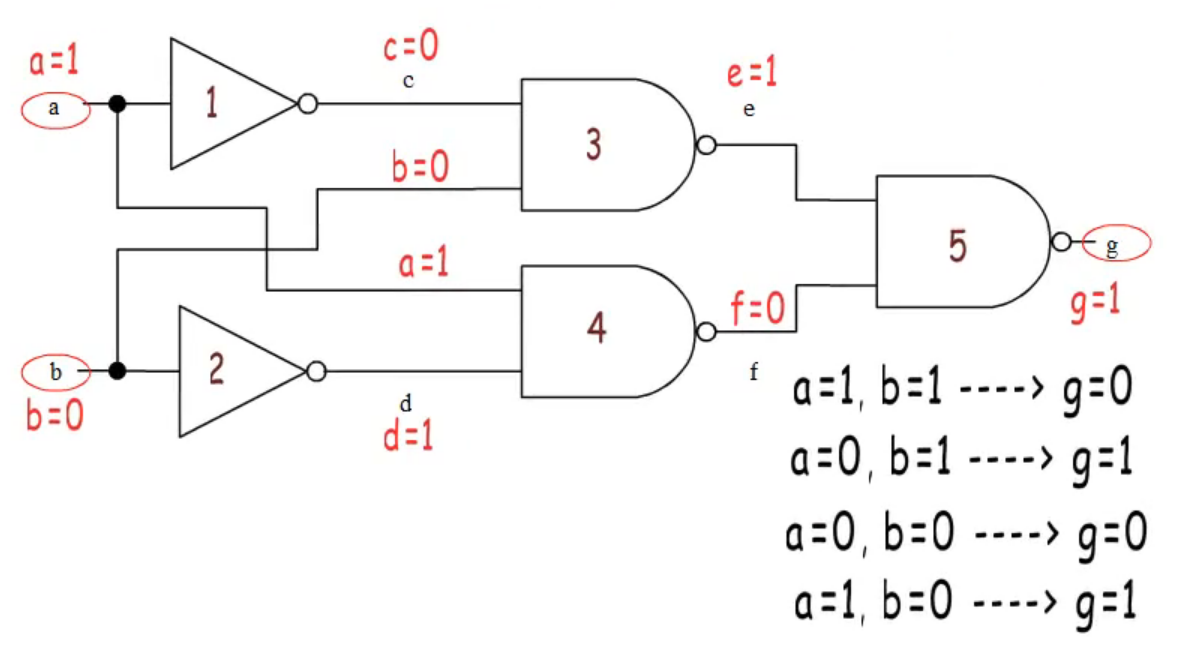 a=1
a
1
c=0
c
3
e=1
e
b=0
a=1
4
f=0
f
5
g
g=1
b
b=0
2
d
d=1
a=1, b=1 ----> g=0
a=0, b=1 ----> g=1
a=0, b=0 ----> g=0
a=1, b=0 ----> g=1